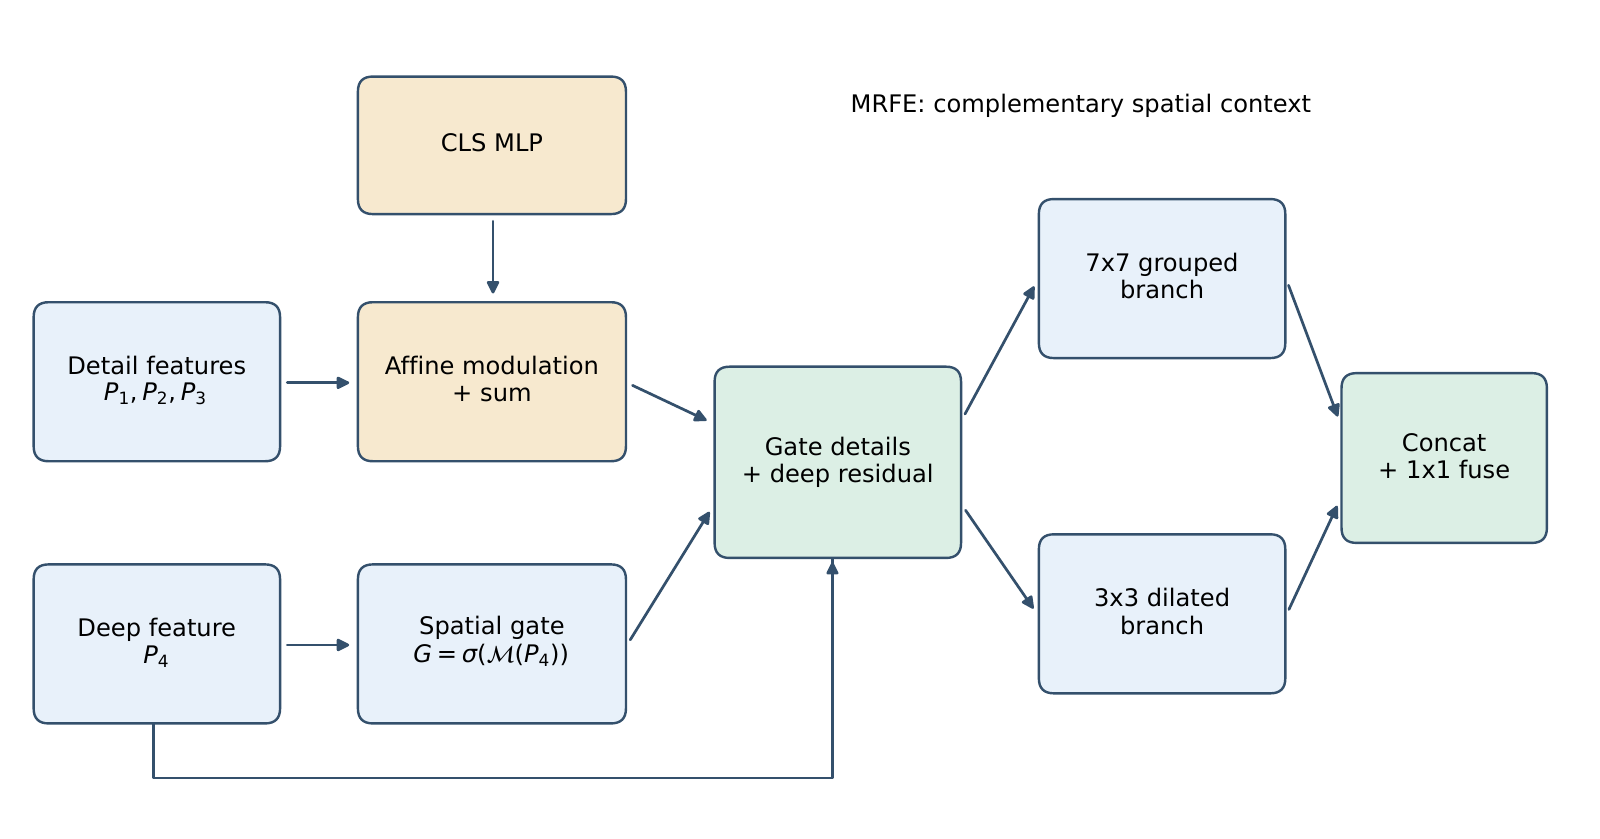 CLS MLP
MRFE: complementary spatial context
Detail features
P₁, P₂, P₃
Affine modulation
+ sum
Deep feature
P₄
Spatial gate
G = σ(ℳ(P₄))
Gate details
+ deep residual
7x7 grouped
branch
3x3 dilated
branch
Concat
+ 1x1 fuse